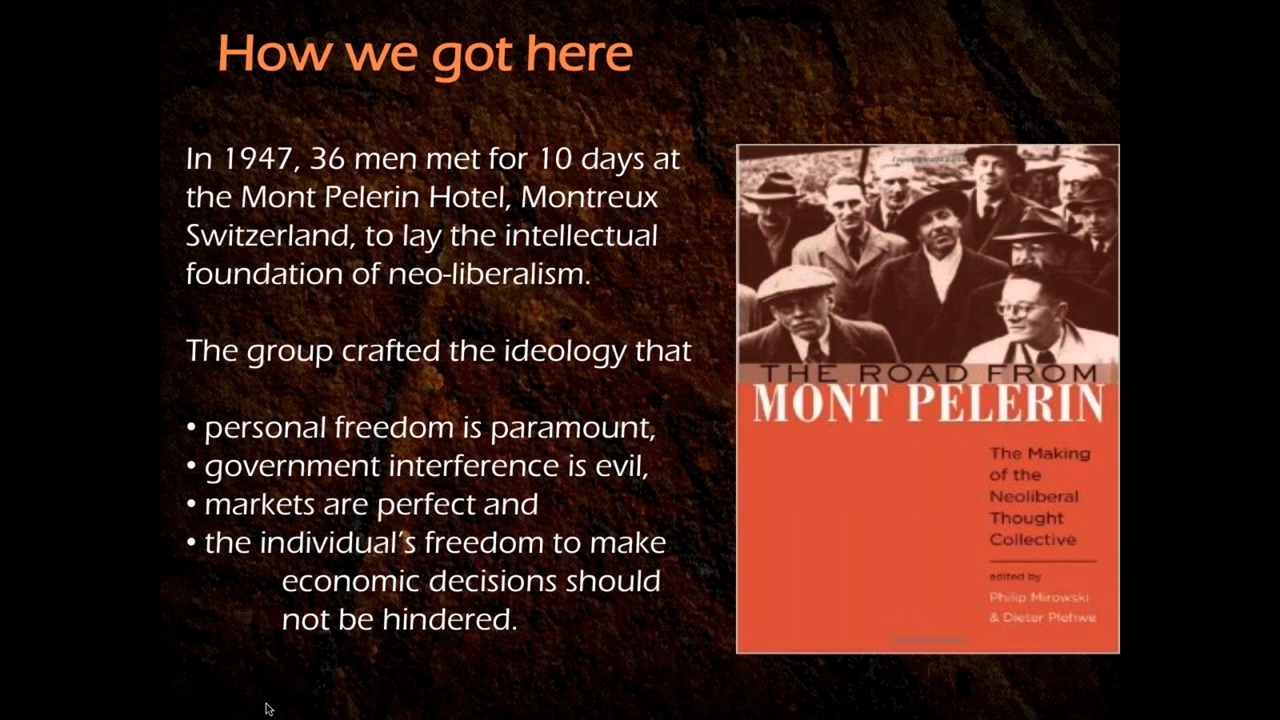 How we got here
In 1947, 36 men met for 10 days at
the Mont Pelerin Hotel, Montreux
Switzerland, to lay the intellectual
foundation of neo-liberalism.
The group crafted the ideology that
• personal freedom is paramount,
• government interference is evil,
• markets are perfect and
• the individual's freedom to make
economic decisions should
not be hindered.
THE ROAD FROM
MONT PELERIN
The Making
of the
Neoliberal
Thought
Collective
edited by
Philip Mirowski
& Dieter Plehwe